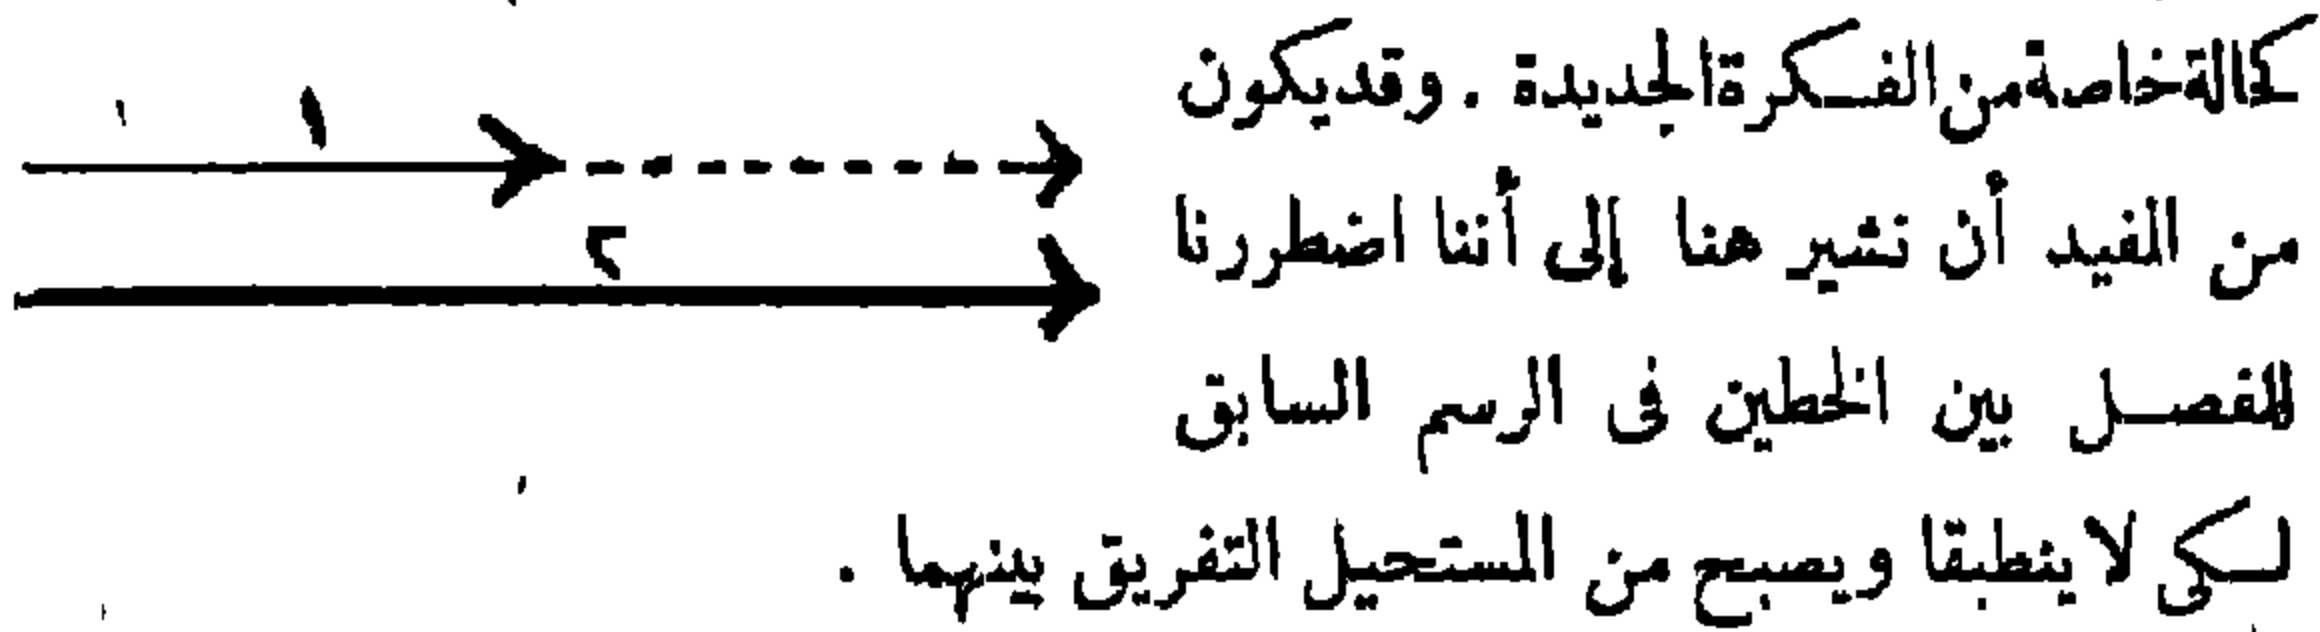 كحالة خاصة من الفكرة الجديدة . وقد يكون
١
من المفيد أن نشير هنا إلى أننا اضطررنا
٢
للفصل بين الخطين فى الرسم السابق
لكى لا ينطبقا ويصبح من المستحيل التفريق بينهما .